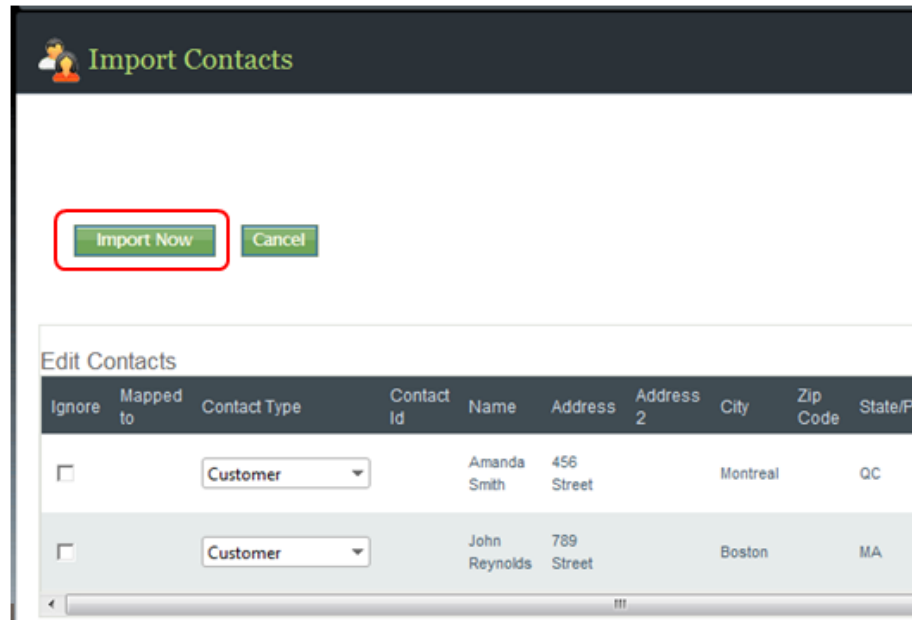 Import Contacts
Import Now Cancel
Edit Contacts
Ignore Mapped to Contact Type Contact Id Name Address Address 2 City Zip Code State/P
Customer Amanda Smith 456 Street Montreal QC
Customer John Reynolds 789 Street Boston MA